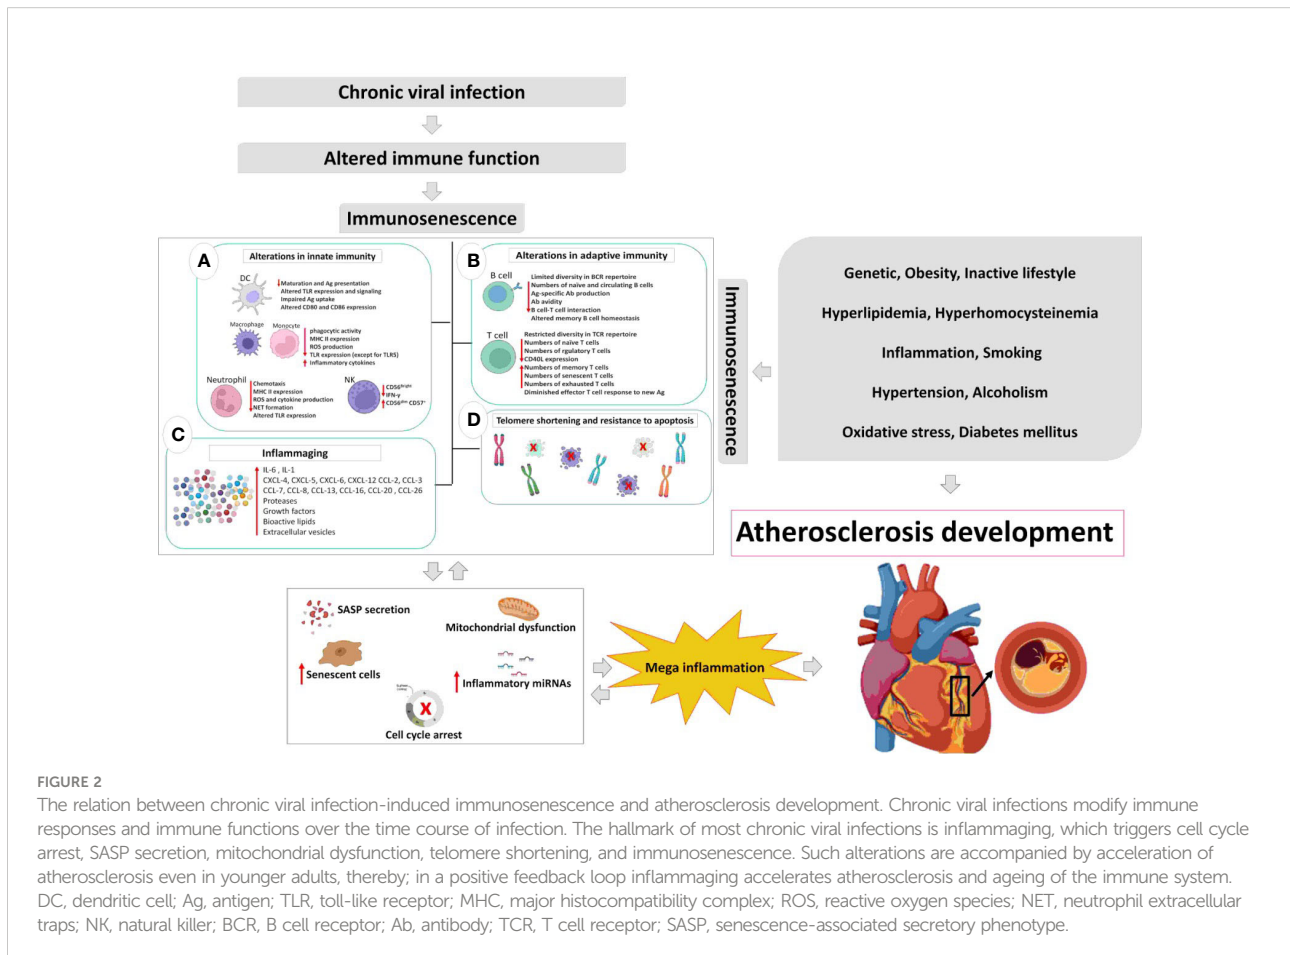 Chronic viral infection
Altered immune function
Immunosenescence
A
Alterations in innate immunity
DC
Maturation and Ag presentation
Altered TLR expression and signaling
Impaired Ag uptake
Altered CD80 and CD86 expression
Macrophage
Monocyte
phagocytic activity
MHC II expression
ROS production
TLR expression (except for TLR5)
Inflammatory cytokines
Neutrophil
Chemotaxis
MHC II expression
ROS and cytokine production
NET formation
Altered TLR expression
NK
CD56bright
IFN-γ
CD56dim CD57+
B
Alterations in adaptive immunity
B cell
Limited diversity in BCR repertoire
Numbers of naïve and circulating B cells
Ag-specific Ab production
Ab avidity
B cell-T cell interaction
Altered memory B cell homeostasis
T cell
Restricted diversity in TCR repertoire
Numbers of naïve T cells
Numbers of rgulatory T cells
CD40L expression
Numbers of memory T cells
Numbers of senescent T cells
Numbers of exhausted T cells
Diminished effector T cell response to new Ag
C
Inflammaging
IL-6 , IL-1
CXCL-4, CXCL-5, CXCL-6, CXCL-12 CCL-2, CCL-3
CCL-7, CCL-8, CCL-13, CCL-16, CCL-20 , CCL-26
Proteases
Growth factors
Bioactive lipids
Extracellular vesicles
D
Telomere shortening and resistance to apoptosis
X
X
X
X
Immunosenescence
Genetic, Obesity, Inactive lifestyle
Hyperlipidemia, Hyperhomocysteinemia
Inflammation, Smoking
Hypertension, Alcoholism
Oxidative stress, Diabetes mellitus
Atherosclerosis development
SASP secretion
Mitochondrial dysfunction
Senescent cells
Inflammatory miRNAs
X
Cell cycle arrest
Mega inflammation
FIGURE 2
The relation between chronic viral infection-induced immunosenescence and atherosclerosis development. Chronic viral infections modify immune
responses and immune functions over the time course of infection. The hallmark of most chronic viral infections is inflammaging, which triggers cell cycle
arrest, SASP secretion, mitochondrial dysfunction, telomere shortening, and immunosenescence. Such alterations are accompanied by acceleration of
atherosclerosis even in younger adults, thereby; in a positive feedback loop inflammaging accelerates atherosclerosis and ageing of the immune system.
DC, dendritic cell; Ag, antigen; TLR, toll-like receptor; MHC, major histocompatibility complex; ROS, reactive oxygen species; NET, neutrophil extracellular
traps; NK, natural killer; BCR, B cell receptor; Ab, antibody; TCR, T cell receptor; SASP, senescence-associated secretory phenotype.